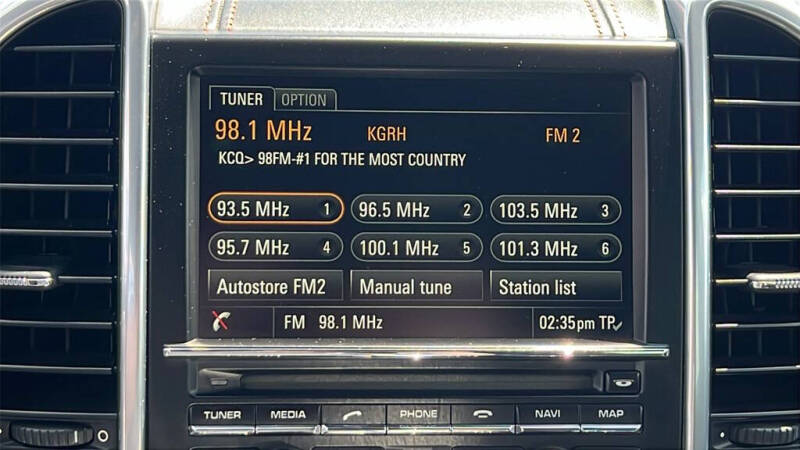 TUNER OPTION
98.1 MHz KGRH FM 2
KCQ> 98FM-#1 FOR THE MOST COUNTRY
93.5 MHz 1 96.5 MHz 2 103.5 MHz 3
95.7 MHz 4 100.1 MHz 5 101.3 MHz 6
Autostore FM2 Manual tune Station list
FM 98.1 MHz 02:35pm TP
TUNER MEDIA PHONE NAVI MAP